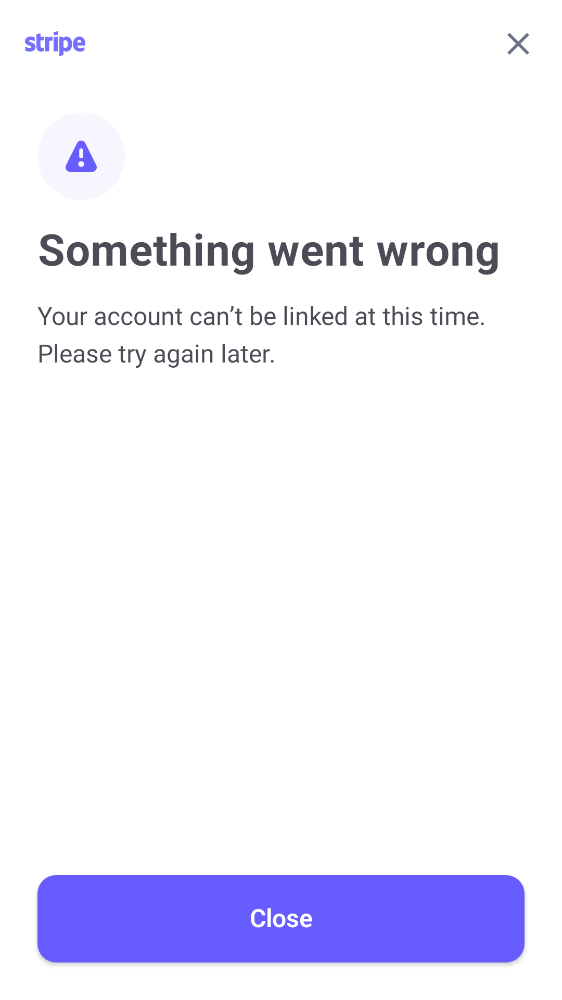 stripe
Something went wrong
Your account can’t be linked at this time.
Please try again later.
Close